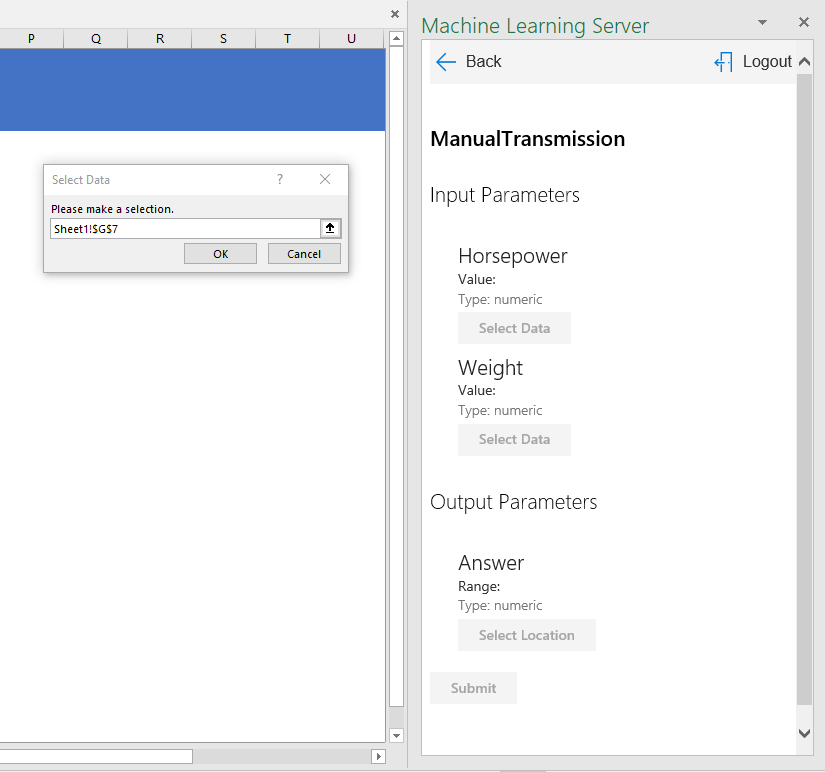 P Q R S T U
Select Data ?
Please make a selection.
Sheet1!$G$7
OK Cancel
Machine Learning Server
Back Logout
ManualTransmission
Input Parameters
Horsepower
Value:
Type: numeric
Select Data
Weight
Value:
Type: numeric
Select Data
Output Parameters
Answer
Range:
Type: numeric
Select Location
Submit